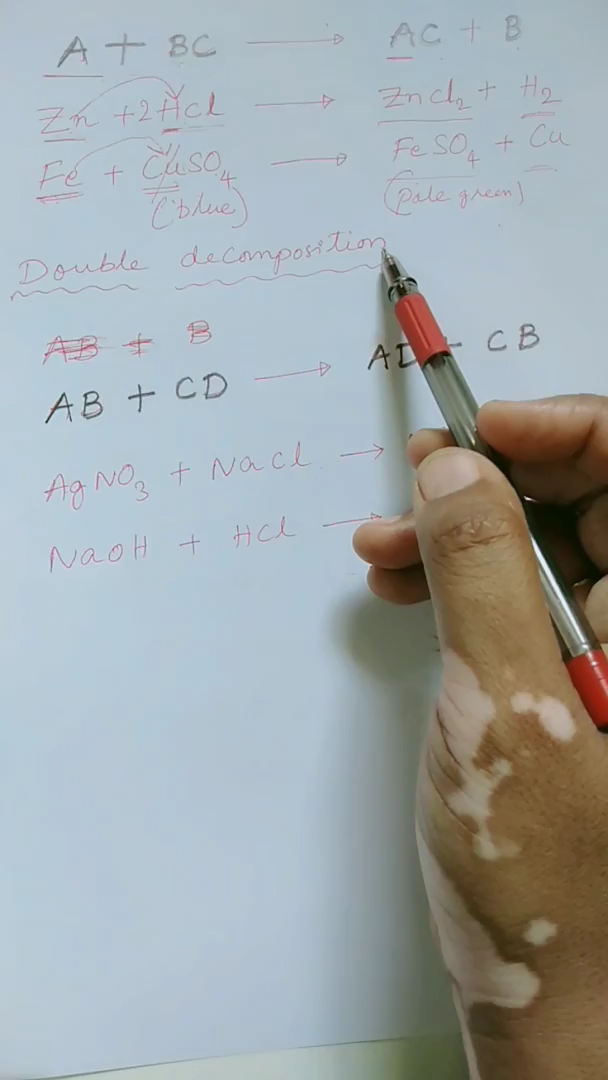 A + BC → AC + B
Zn + 2HCl → ZnCl₂ + H₂
Fe + CuSO₄ → FeSO₄ + Cu
(blue) (pale green)
Double decomposition
AB + B
AB + CD → AD + CB
AgNO₃ + NaCl →
NaOH + HCl →